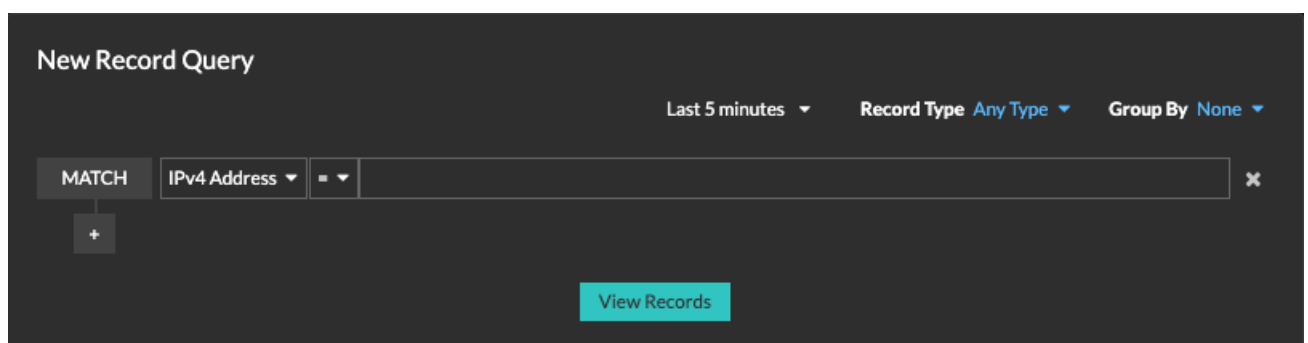 New Record Query
Last 5 minutes Record Type Any Type Group By None
MATCH IPv4 Address =
+
View Records